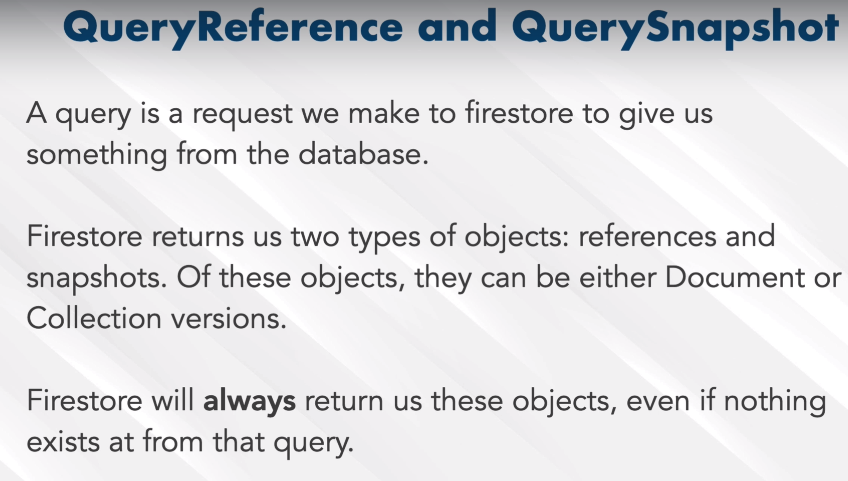 QueryReference and QuerySnapshot
A query is a request we make to firestore to give us
something from the database.
Firestore returns us two types of objects: references and
snapshots. Of these objects, they can be either Document or
Collection versions.
Firestore will always return us these objects, even if nothing
exists at from that query.